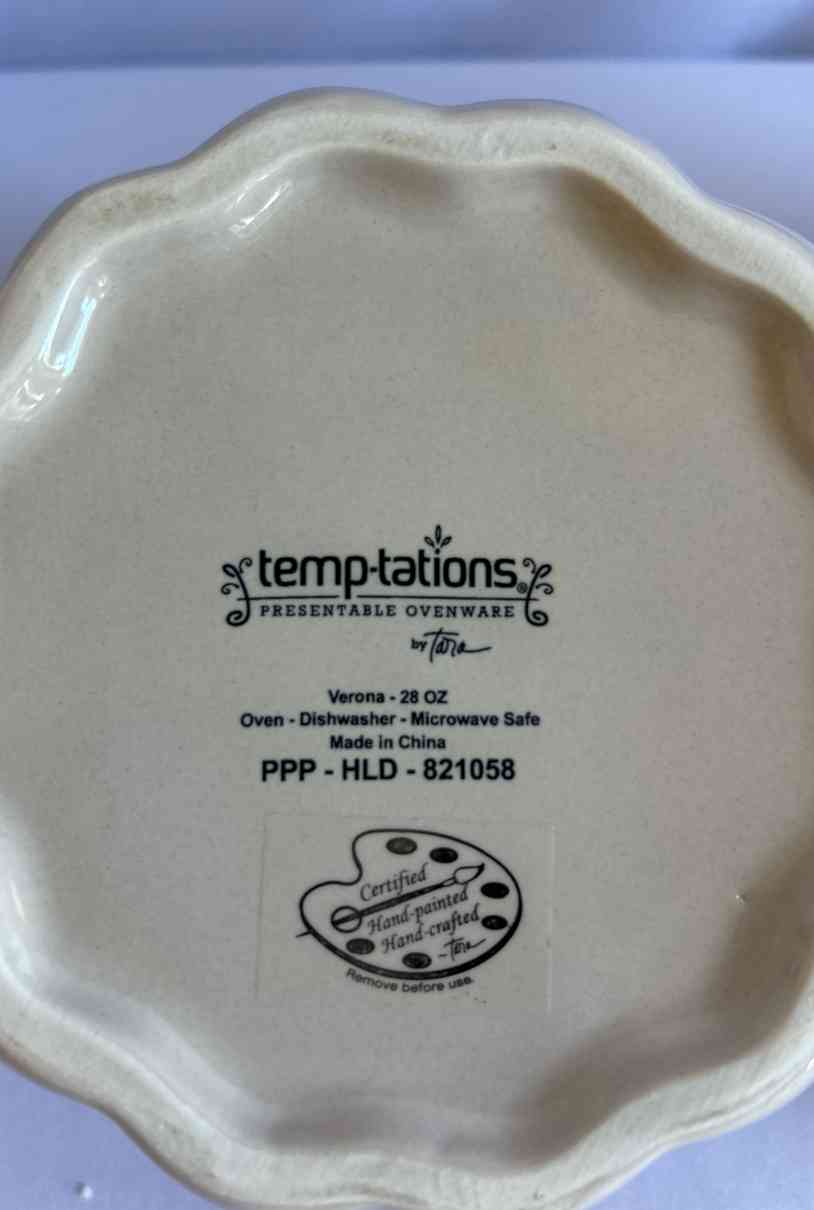 temp-tations®
PRESENTABLE OVENWARE
by Tara
Verona - 28 OZ
Oven - Dishwasher - Microwave Safe
Made in China
PPP - HLD - 821058
Certified
Hand-painted
Hand-crafted
~Tara
Remove before use.